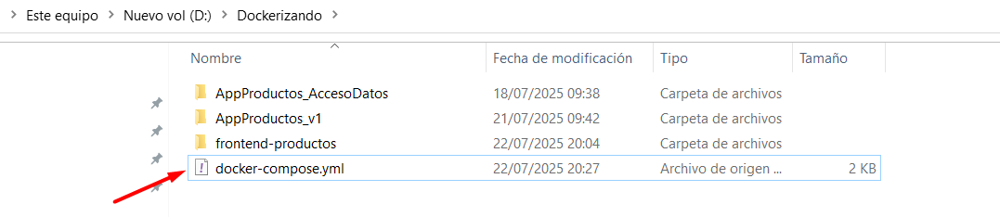 Este equipo > Nuevo vol (D:) > Dockerizando >
Nombre Fecha de modificación Tipo Tamaño
AppProductos_AccesoDatos 18/07/2025 09:38 Carpeta de archivos
AppProductos_v1 21/07/2025 09:42 Carpeta de archivos
frontend-productos 22/07/2025 20:04 Carpeta de archivos
docker-compose.yml 22/07/2025 20:27 Archivo de origen ... 2 KB